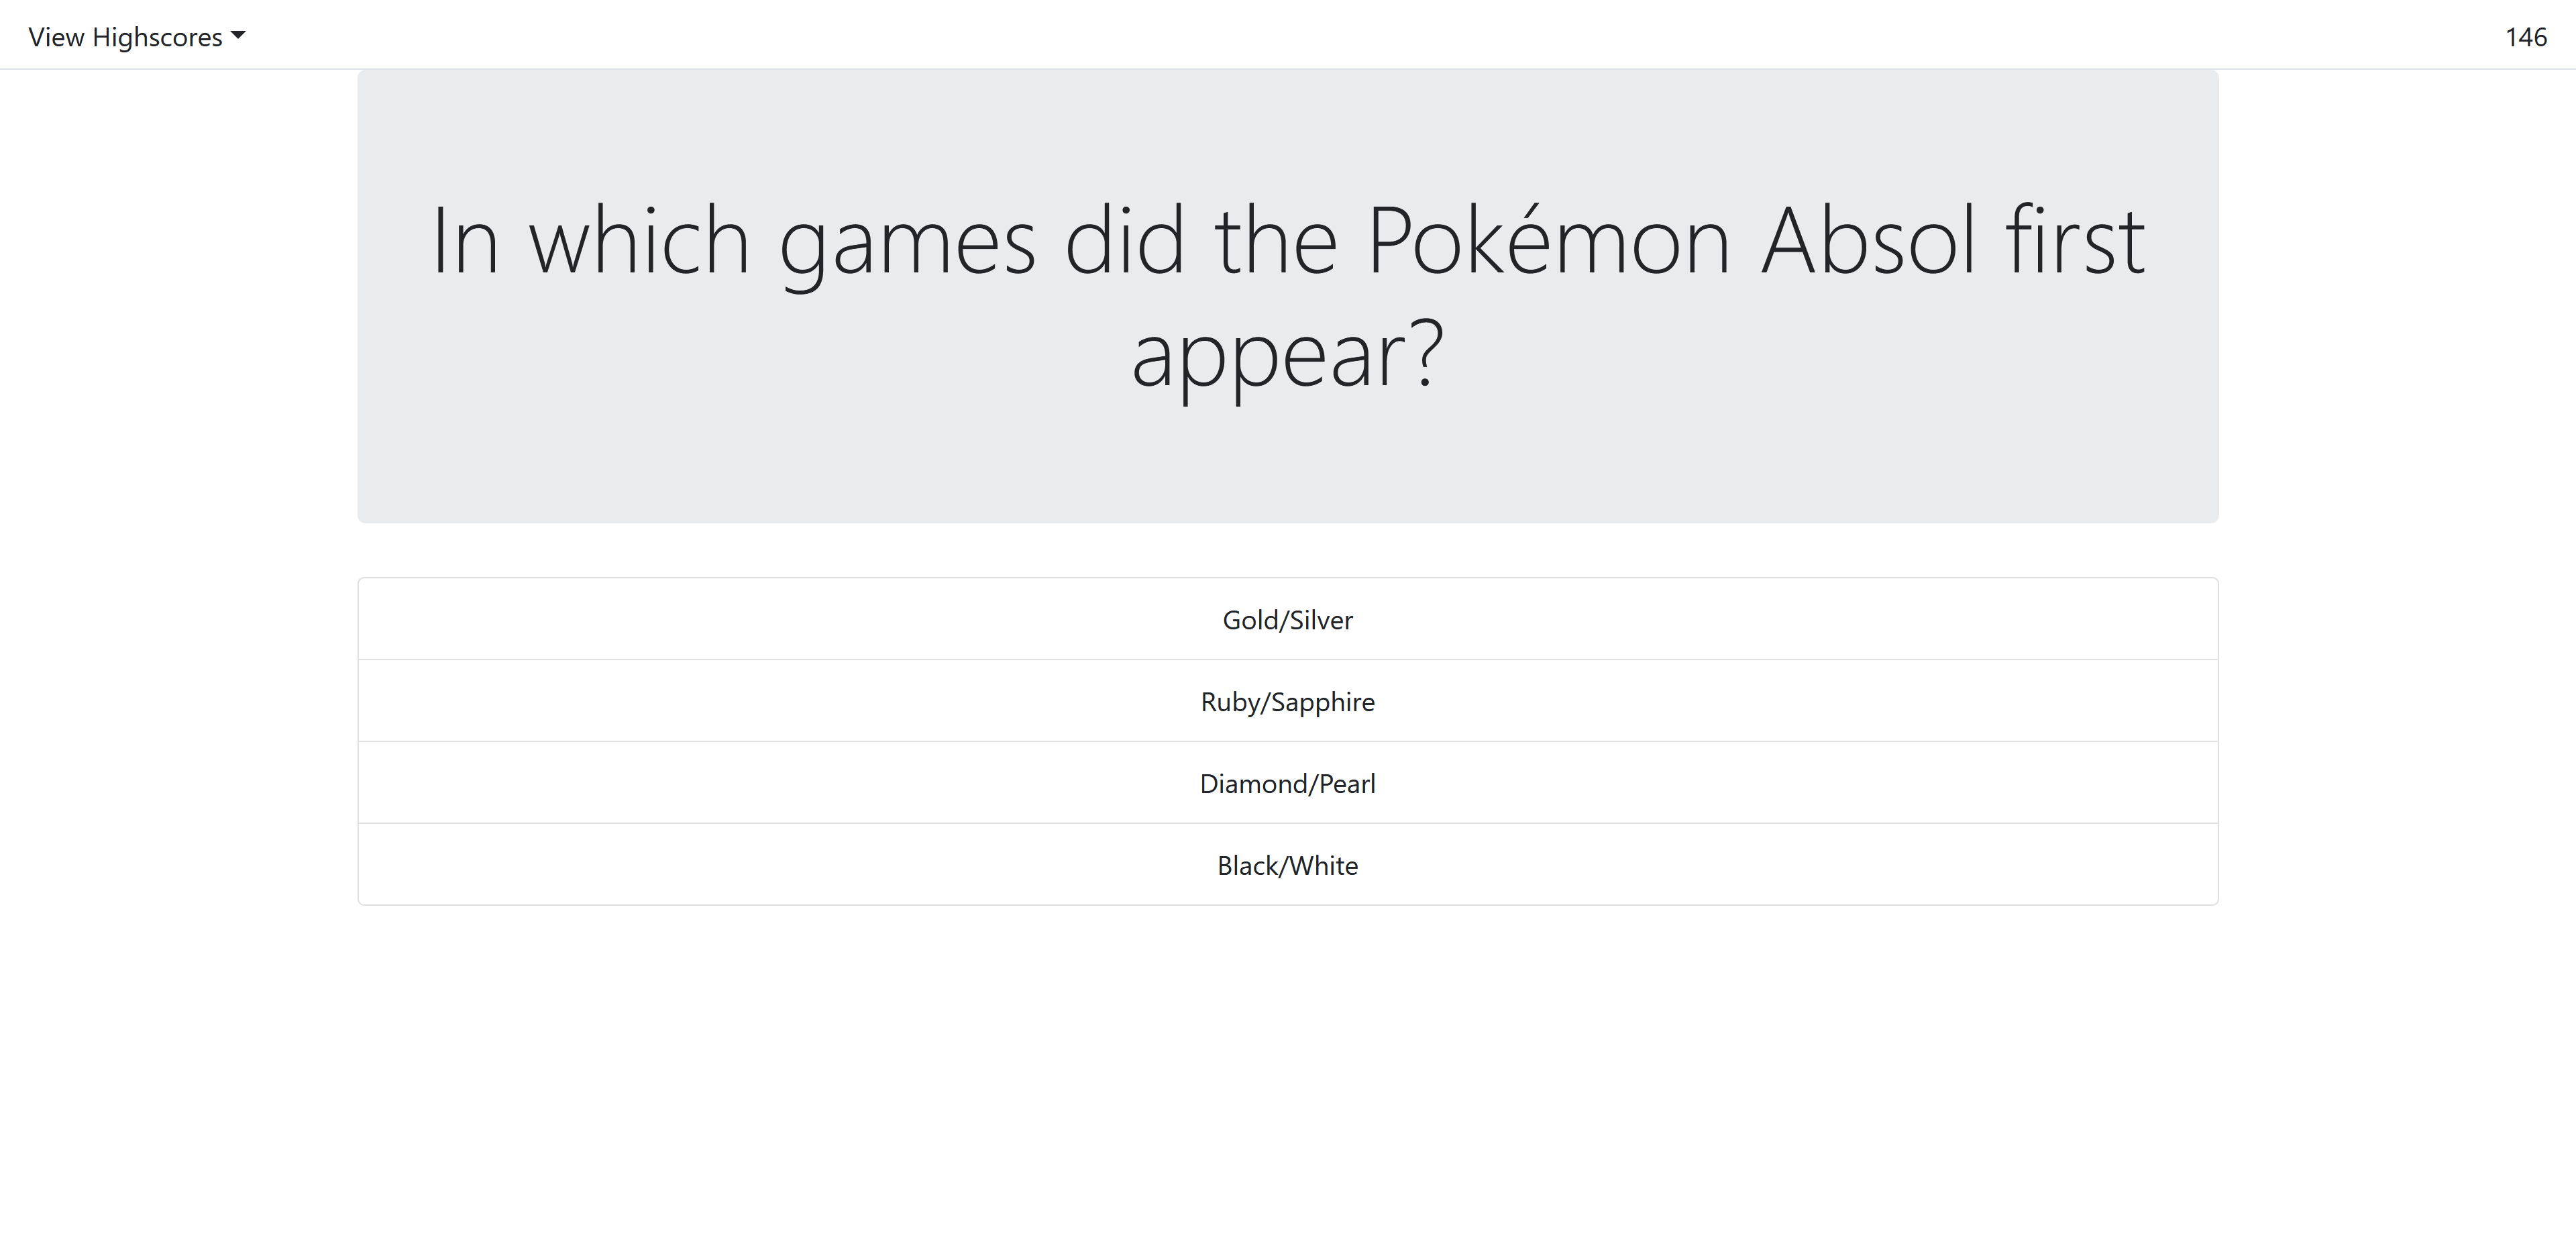 View Highscores
146
In which games did the Pokémon Absol first
appear?
Gold/Silver
Ruby/Sapphire
Diamond/Pearl
Black/White